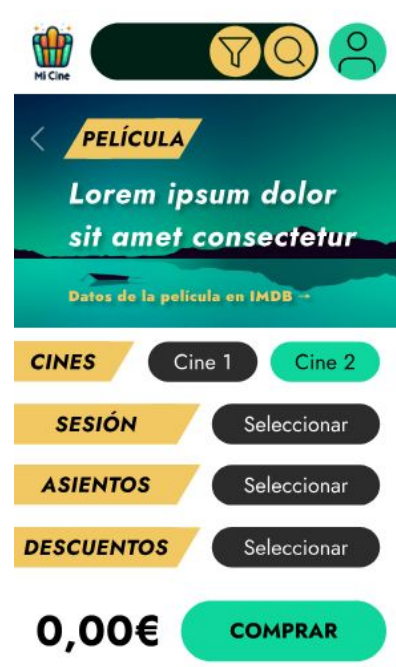 Mi Cine
PELÍCULA
Lorem ipsum dolor
sit amet consectetur
Datos de la película en IMDB →
CINES
Cine 1
Cine 2
SESIÓN
Seleccionar
ASIENTOS
Seleccionar
DESCUENTOS
Seleccionar
0,00€
COMPRAR